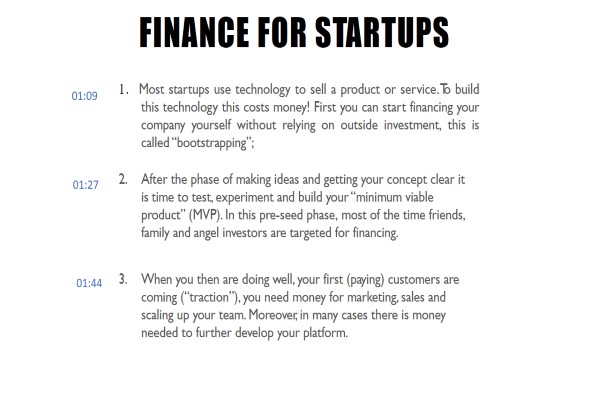 FINANCE FOR STARTUPS
01:09 1. Most startups use technology to sell a product or service. To build
this technology this costs money! First you can start financing your
company yourself without relying on outside investment, this is
called “bootstrapping”;
01:27 2. After the phase of making ideas and getting your concept clear it
is time to test, experiment and build your “minimum viable
product” (MVP). In this pre-seed phase, most of the time friends,
family and angel investors are targeted for financing.
01:44 3. When you then are doing well, your first (paying) customers are
coming (“traction”), you need money for marketing, sales and
scaling up your team. Moreover, in many cases there is money
needed to further develop your platform.